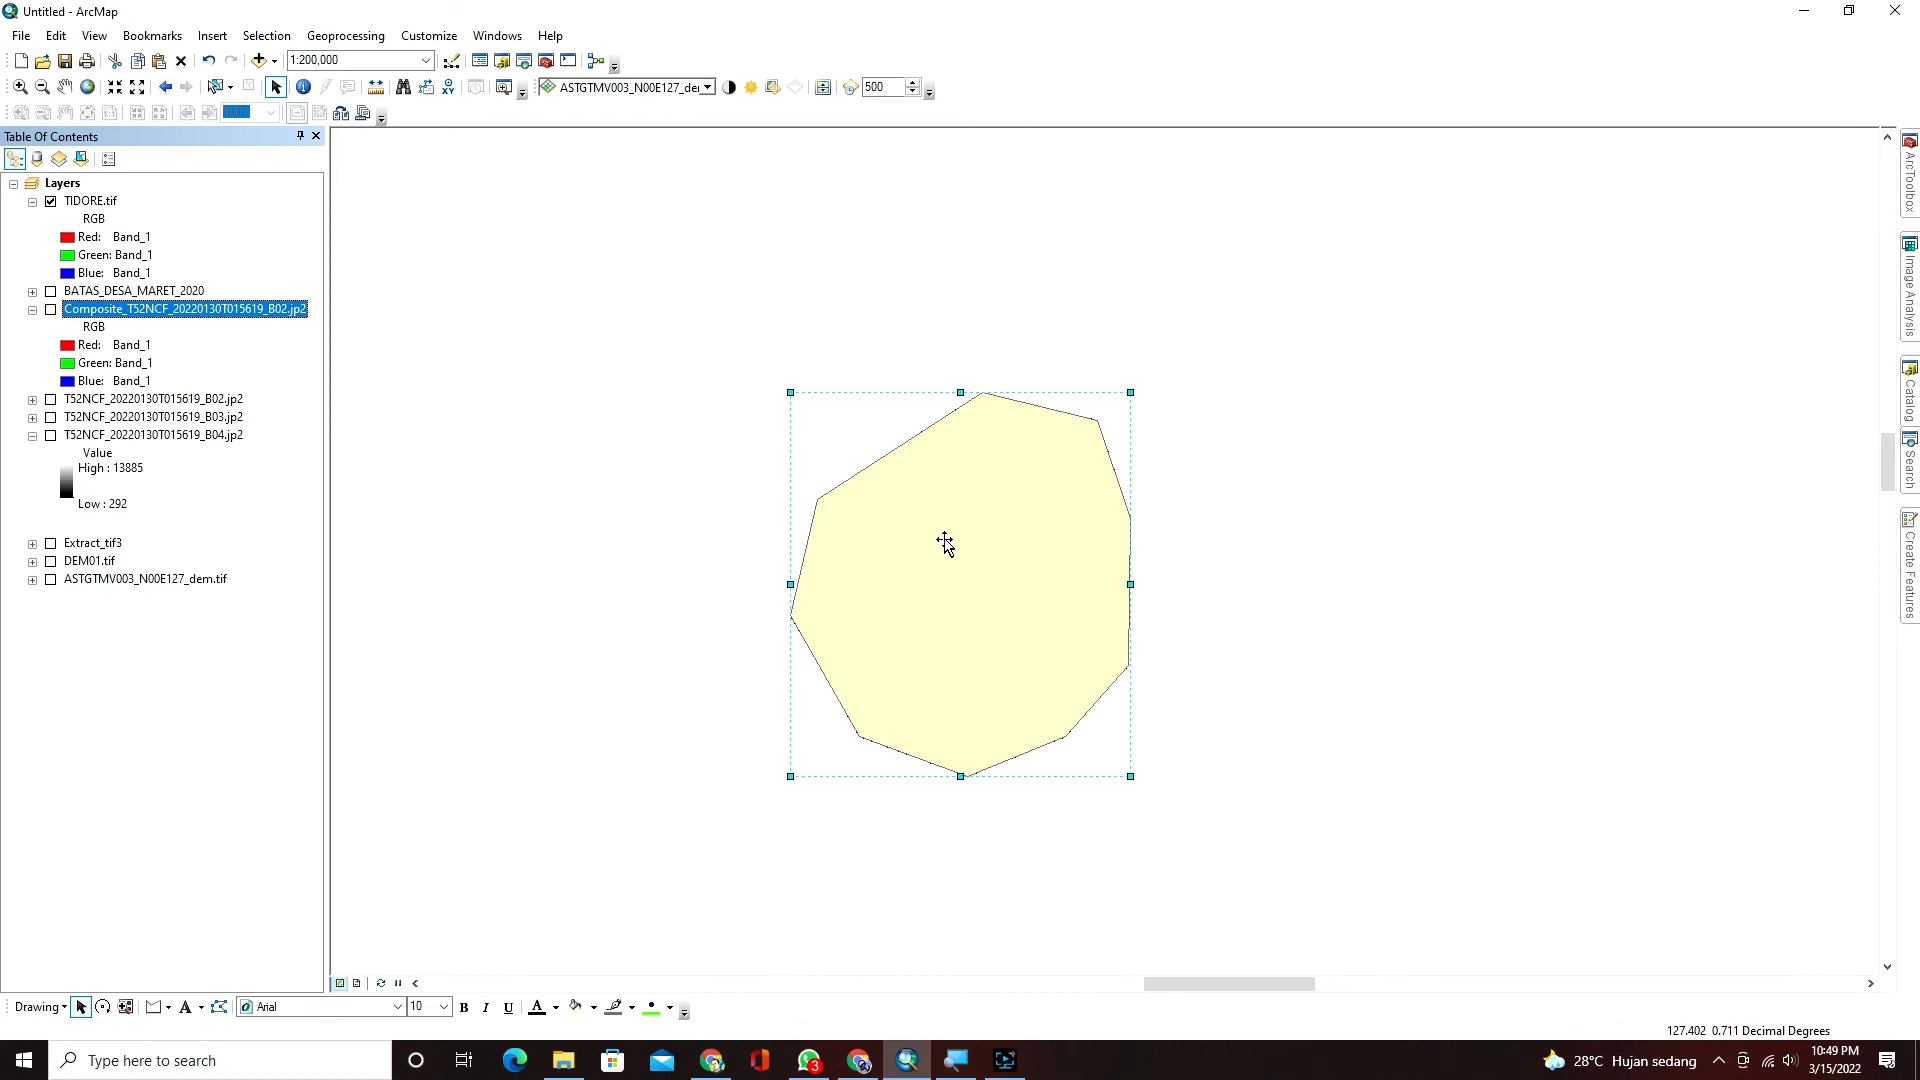 Untitled - ArcMap
File Edit View Bookmarks Insert Selection Geoprocessing Customize Windows Help
1:200,000
ASTGTMV003_N00E127_de
500
Table Of Contents
Layers
TIDORE.tif
RGB
Red: Band_1
Green: Band_1
Blue: Band_1
BATAS_DESA_MARET_2020
Composite_T52NCF_20220130T015619_B02.jp2
RGB
Red: Band_1
Green: Band_1
Blue: Band_1
T52NCF_20220130T015619_B02.jp2
T52NCF_20220130T015619_B03.jp2
T52NCF_20220130T015619_B04.jp2
Value
High : 13885
Low : 292
Extract_tif3
DEM01.tif
ASTGTMV003_N00E127_dem.tif
ArcToolbox
Image Analysis
Catalog
Search
Create Features
Drawing A Arial 10 B I U A
127.402 0.711 Decimal Degrees
Type here to search
3
28°C Hujan sedang
10:49 PM
3/15/2022